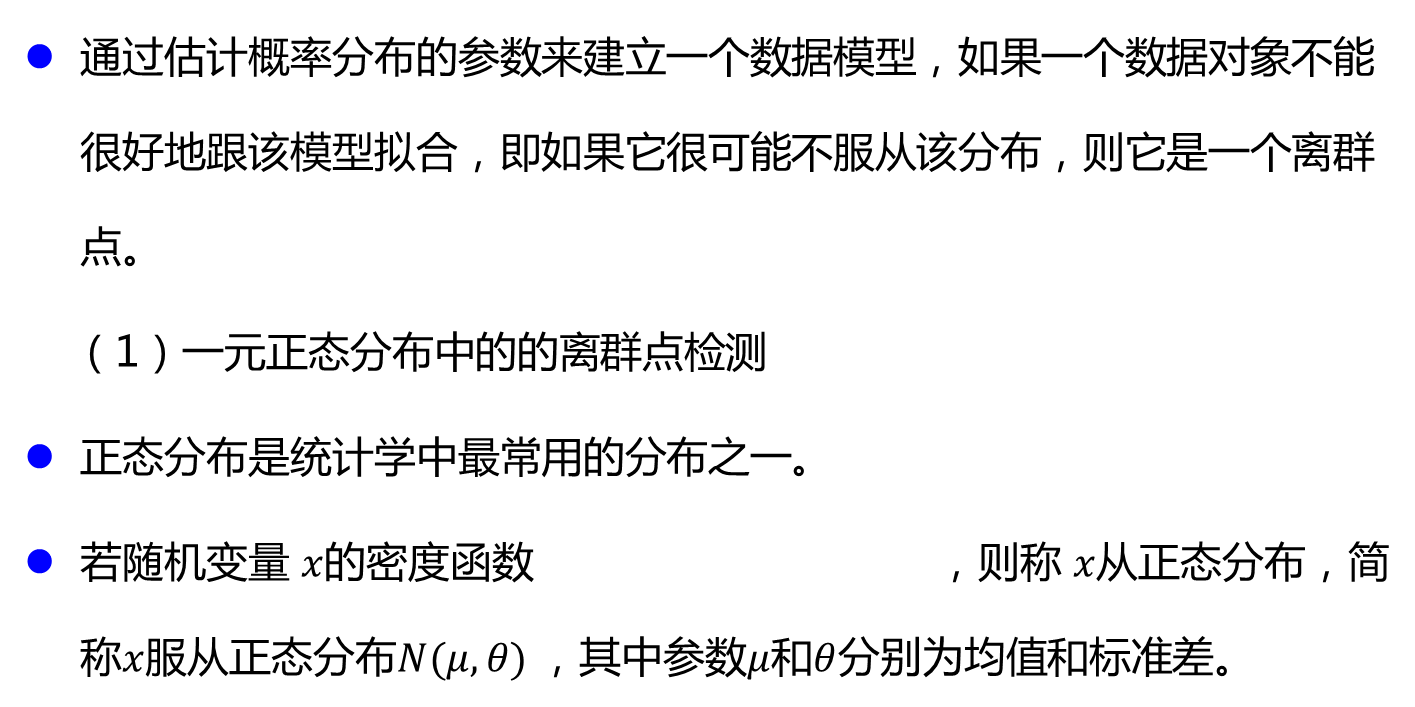 ● 通过估计概率分布的参数来建立一个数据模型，如果一个数据对象不能
很好地跟该模型拟合，即如果它很可能不服从该分布，则它是一个离群
点。
（1）一元正态分布中的的离群点检测
● 正态分布是统计学中最常用的分布之一。
● 若随机变量 x的密度函数 ，则称 x从正态分布，简
称x服从正态分布N(μ, θ) ，其中参数μ和θ分别为均值和标准差。